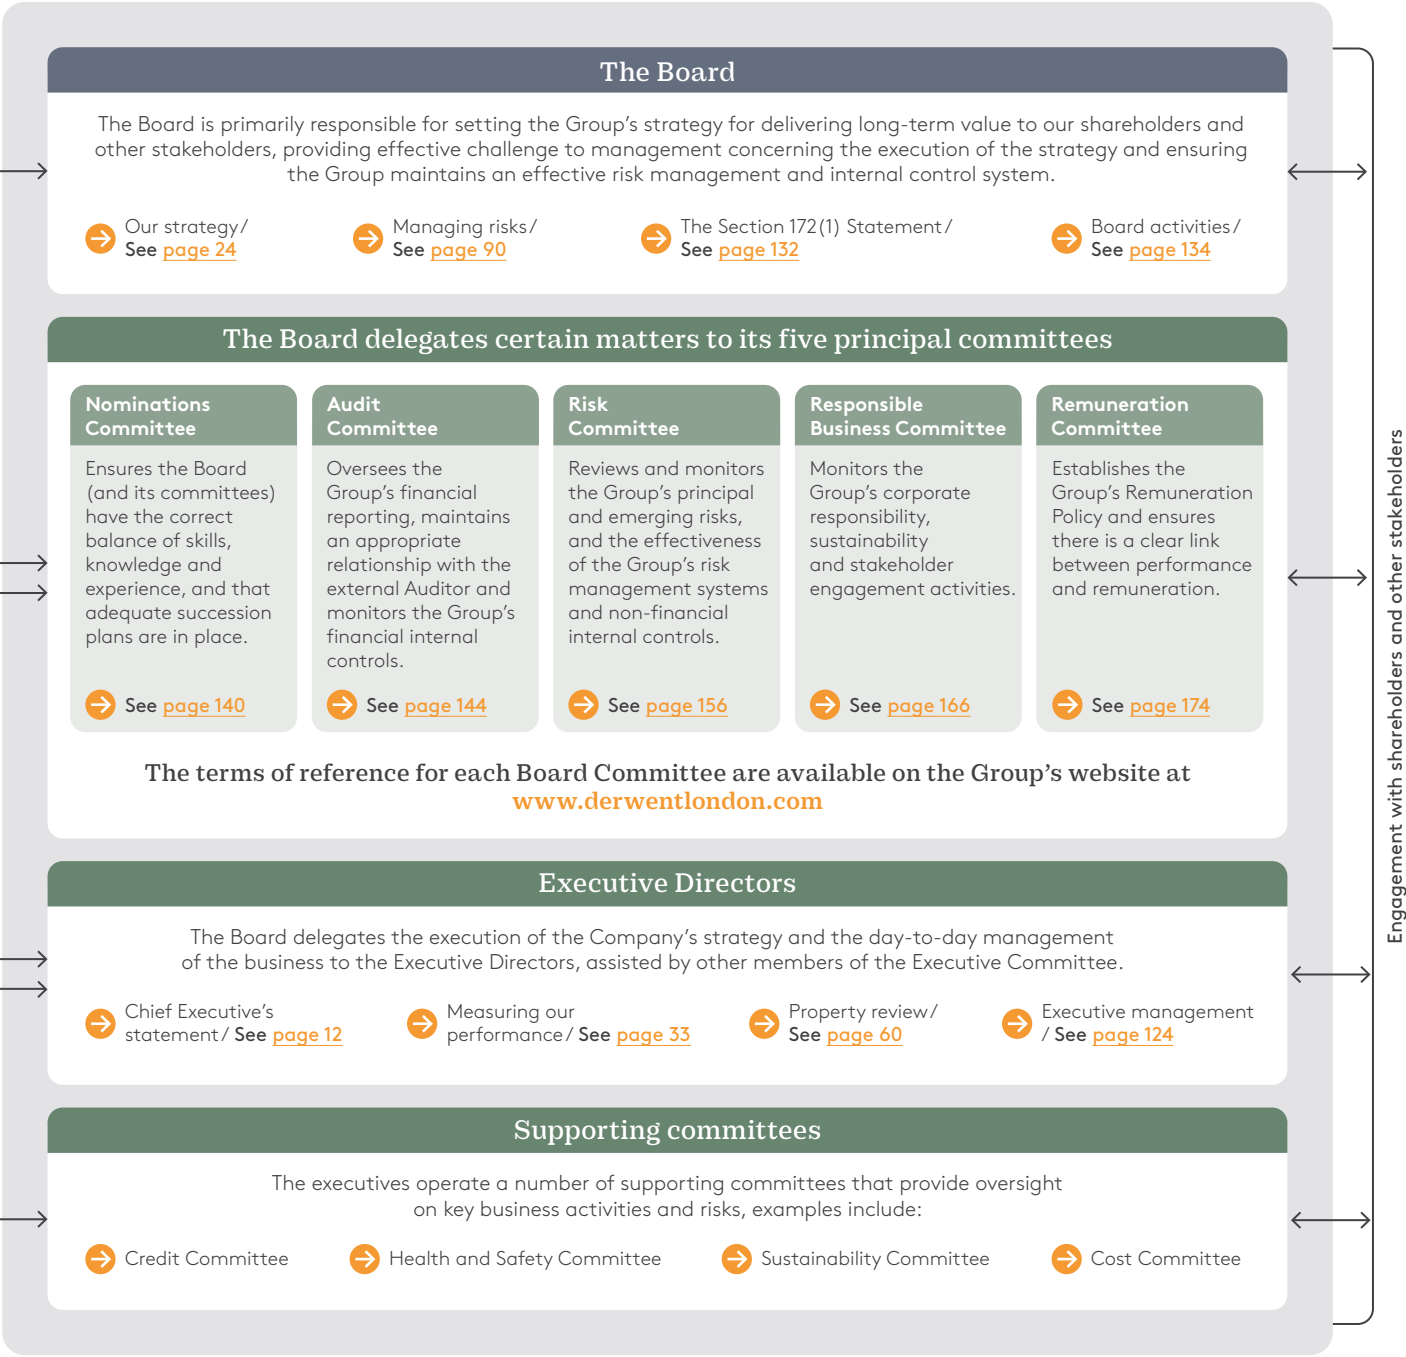 The Board
The Board is primarily responsible for setting the Group’s strategy for delivering long-term value to our shareholders and
other stakeholders, providing effective challenge to management concerning the execution of the strategy and ensuring
the Group maintains an effective risk management and internal control system.
Our strategy/
See page 24
Managing risks/
See page 90
The Section 172(1) Statement/
See page 132
Board activities/
See page 134
The Board delegates certain matters to its five principal committees
Nominations
Committee
Ensures the Board
(and its committees)
have the correct
balance of skills,
knowledge and
experience, and that
adequate succession
plans are in place.
See page 140
Audit
Committee
Oversees the
Group’s financial
reporting, maintains
an appropriate
relationship with the
external Auditor and
monitors the Group’s
financial internal
controls.
See page 144
Risk
Committee
Reviews and monitors
the Group’s principal
and emerging risks,
and the effectiveness
of the Group’s risk
management systems
and non-financial
internal controls.
See page 156
Responsible
Business Committee
Monitors the
Group’s corporate
responsibility,
sustainability
and stakeholder
engagement activities.
See page 166
Remuneration
Committee
Establishes the
Group’s Remuneration
Policy and ensures
there is a clear link
between performance
and remuneration.
See page 174
The terms of reference for each Board Committee are available on the Group’s website at
www.derwentlondon.com
Executive Directors
The Board delegates the execution of the Company’s strategy and the day-to-day management
of the business to the Executive Directors, assisted by other members of the Executive Committee.
Chief Executive’s
statement/ See page 12
Measuring our
performance/ See page 33
Property review/
See page 60
Executive management
/ See page 124
Supporting committees
The executives operate a number of supporting committees that provide oversight
on key business activities and risks, examples include:
Credit Committee
Health and Safety Committee
Sustainability Committee
Cost Committee
Engagement with shareholders and other stakeholders